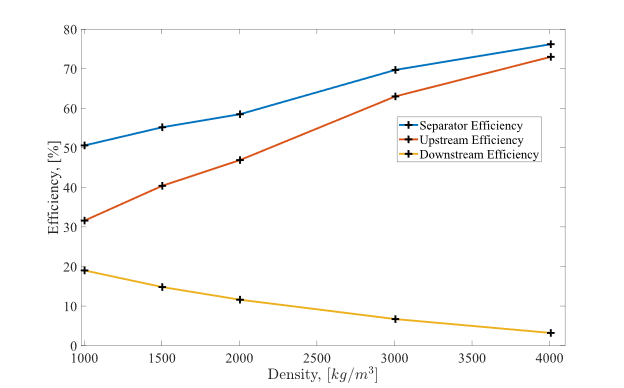 80
70
60
50
40
30
20
10
0
Efficiency, [%]
Separator Efficiency
Upstream Efficiency
Downstream Efficiency
1000 1500 2000 2500 3000 3500 4000
Density, [kg/m³]